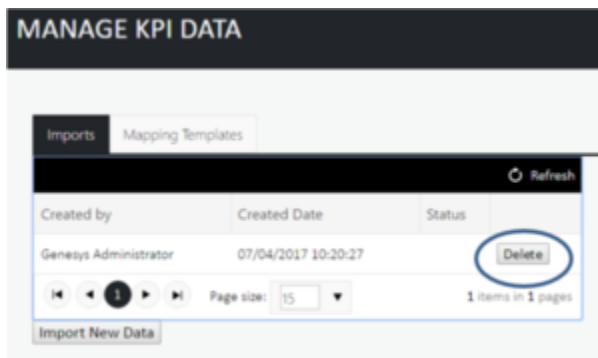 MANAGE KPI DATA
Imports Mapping Templates
Refresh
Created by Created Date Status
Genesys Administrator 07/04/2017 10:20:27 Delete
1 Page size: 15 1 items in 1 pages
Import New Data